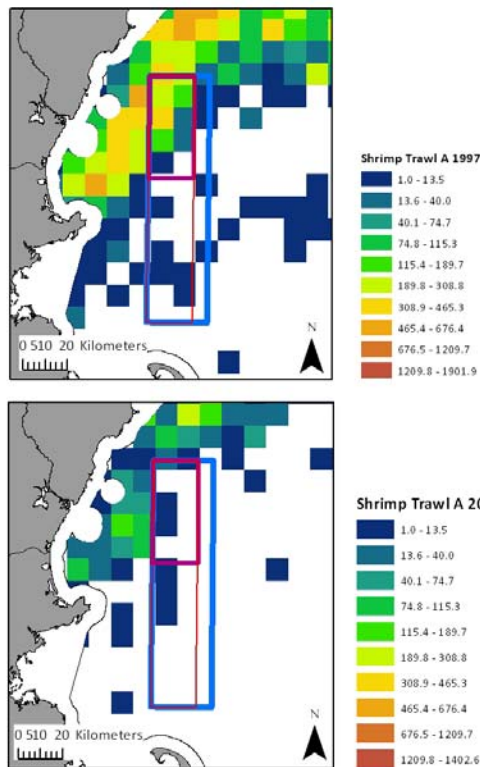 Shrimp Trawl A 1997
1.0 - 13.5
13.6 - 40.0
40.1 - 74.7
74.8 - 115.3
115.4 - 189.7
189.8 - 308.8
308.9 - 465.3
465.4 - 676.4
676.5 - 1209.7
1209.8 - 1901.9
N
0 510 20 Kilometers
Shrimp Trawl A 20
1.0 - 13.5
13.6 - 40.0
40.1 - 74.7
74.8 - 115.3
115.4 - 189.7
189.8 - 308.8
308.9 - 465.3
465.4 - 676.4
676.5 - 1209.7
1209.8 - 1402.6
N
0 510 20 Kilometers